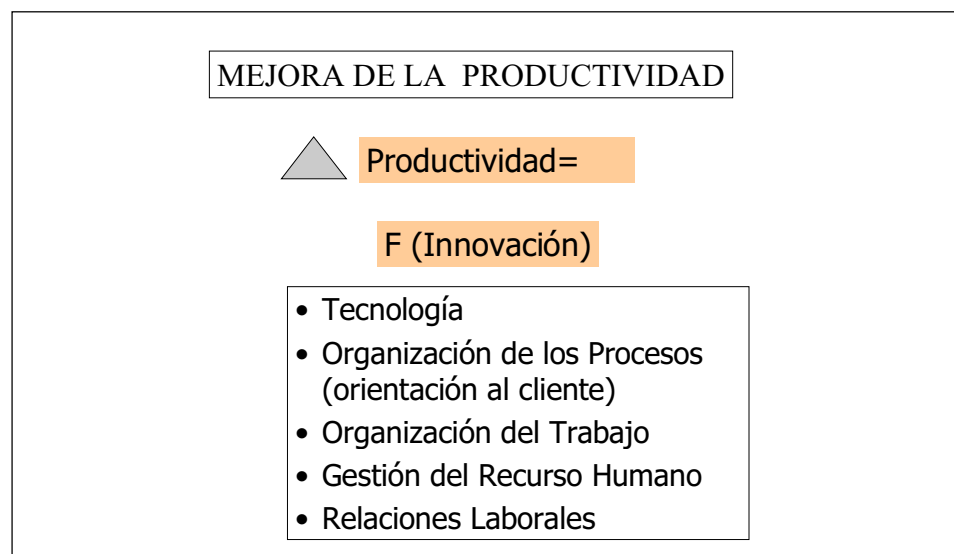 MEJORA DE LA PRODUCTIVIDAD
Productividad=
F (Innovación)
• Tecnología
• Organización de los Procesos
(orientación al cliente)
• Organización del Trabajo
• Gestión del Recurso Humano
• Relaciones Laborales